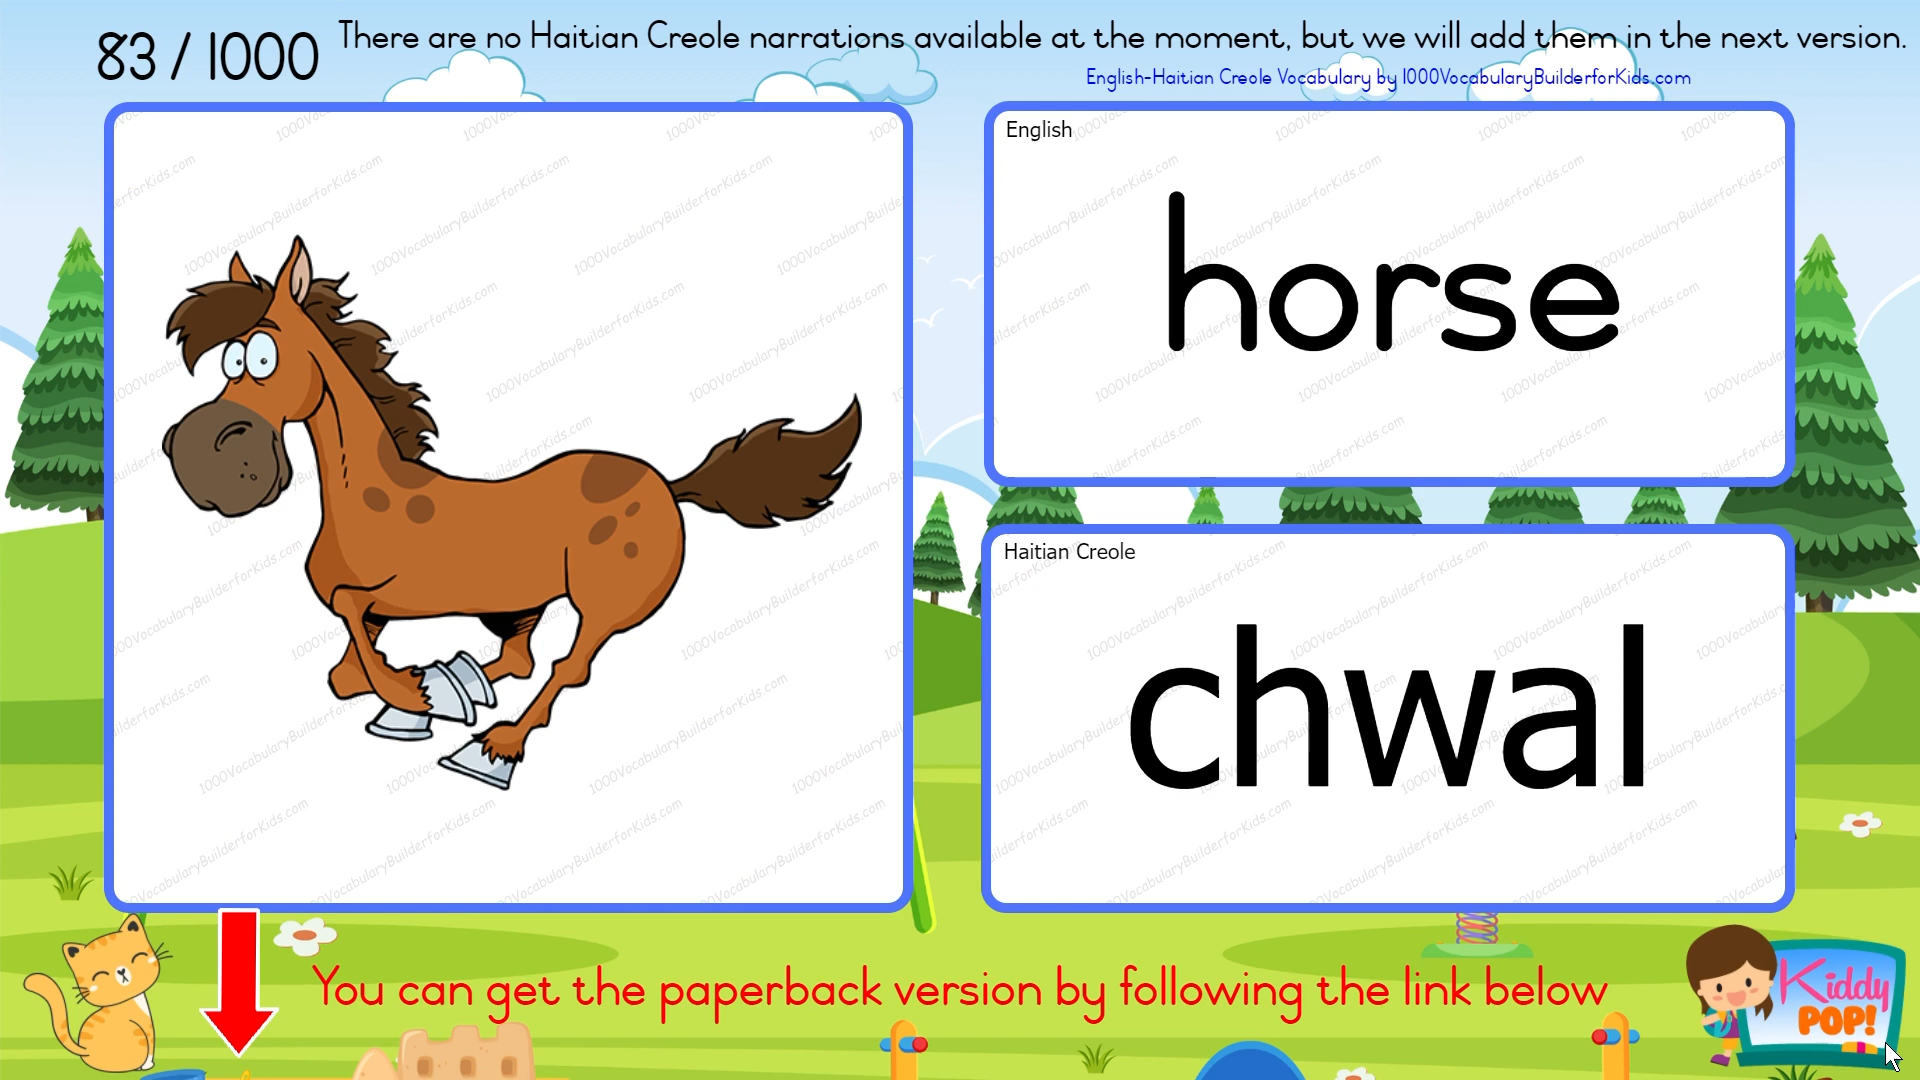 83 / 1000
There are no Haitian Creole narrations available at the moment, but we will add them in the next version.
English-Haitian Creole Vocabulary by 1000VocabularyBuilderforKids.com
English
horse
Haitian Creole
chwal
You can get the paperback version by following the link below
Kiddy
POP!
1000VocabularyBuilderforKids.com